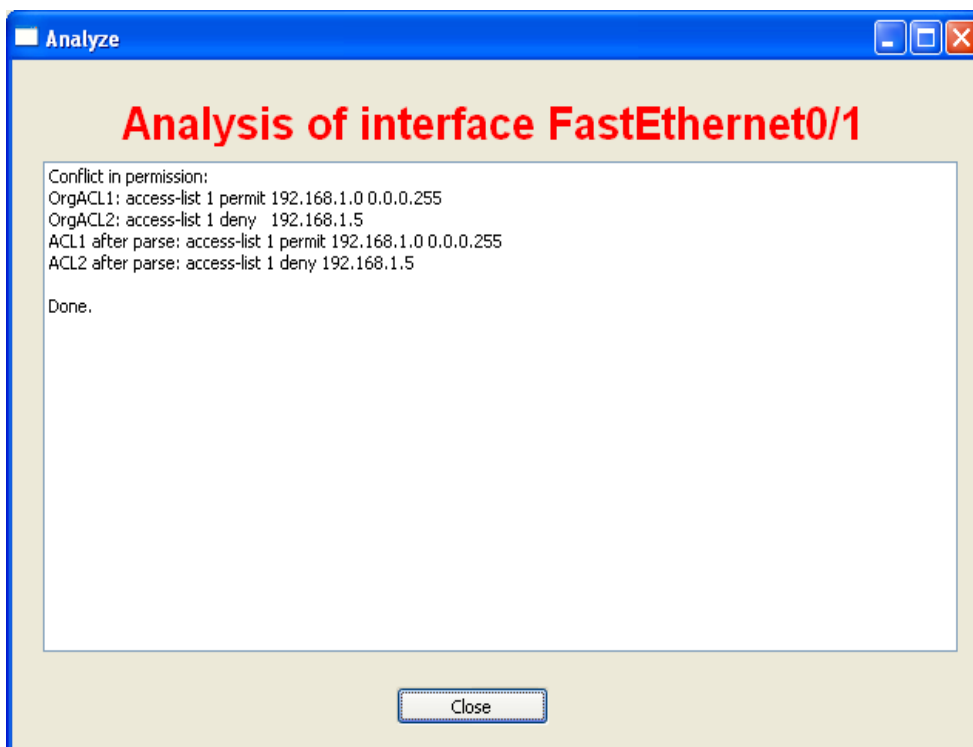 Analyze
Analysis of interface FastEthernet0/1
Conflict in permission:
OrgACL1: access-list 1 permit 192.168.1.0 0.0.0.255
OrgACL2: access-list 1 deny   192.168.1.5
ACL1 after parse: access-list 1 permit 192.168.1.0 0.0.0.255
ACL2 after parse: access-list 1 deny 192.168.1.5
Done.
Close